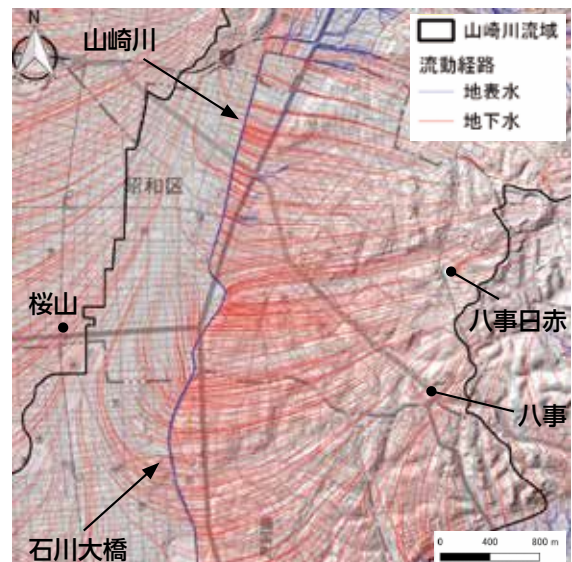 N
山崎川
山崎川流域
流動経路
地表水
地下水
昭和区
桜山
八事日赤
八事
石川大橋
0 400 800 m